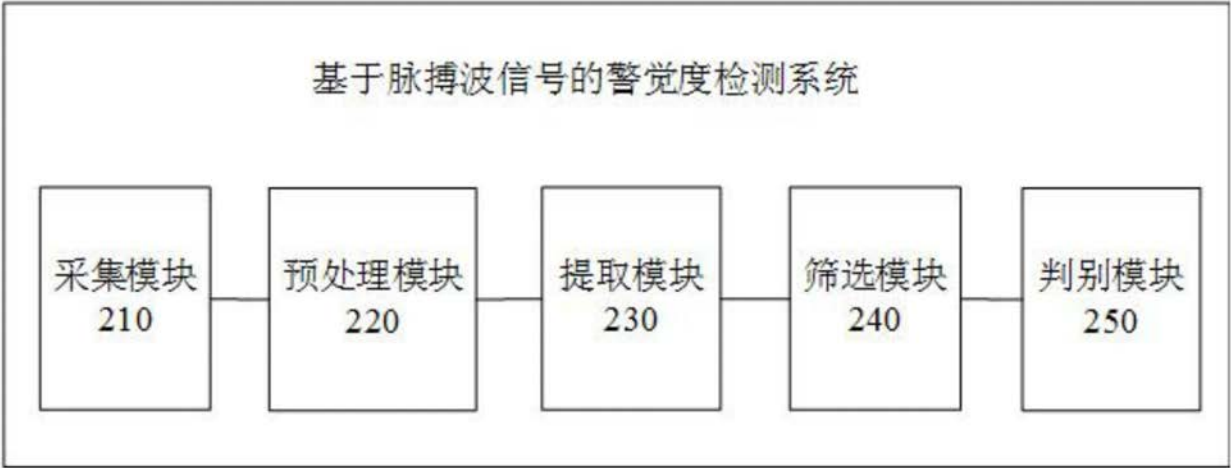 基于脉搏波信号的警觉度检测系统
采集模块
210
预处理模块
220
提取模块
230
筛选模块
240
判别模块
250